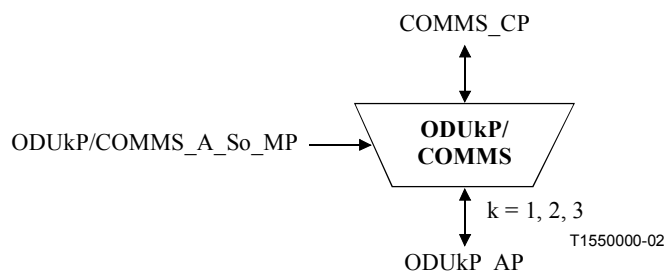 COMMS_CP
ODUkP/COMMS_A_So_MP
ODUkP/
COMMS
k = 1, 2, 3
T1550000-02
ODUkP_AP